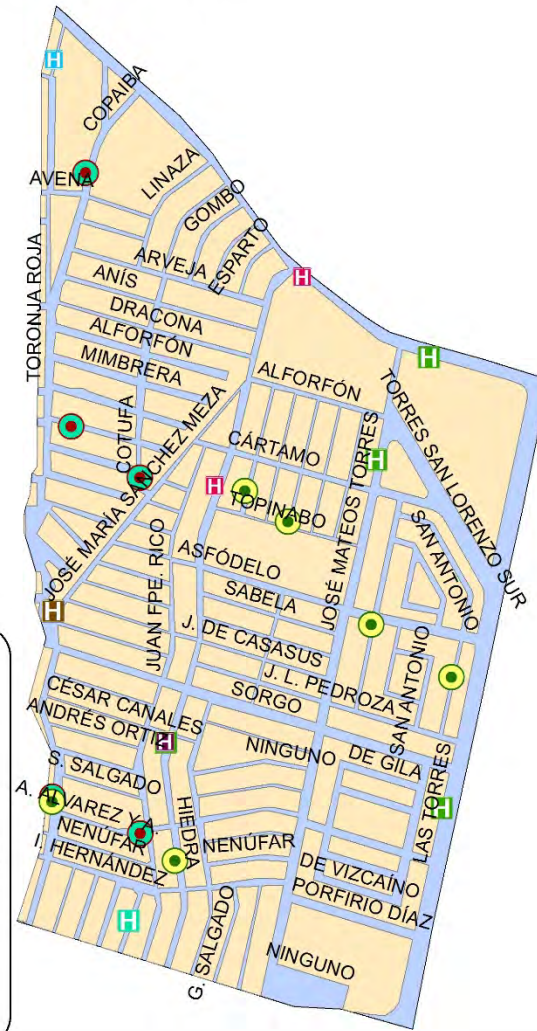 H
COPAIBA
AVENA
LINAZA
GOMBO
ESPARTO
ARVEJA
H
ANÍS
TORONJA ROJA
DRACONA
ALFORFÓN
MIMBRERA
H
ALFORFÓN
TORRES SAN LORENZO SUR
COTUFA
JOSÉ MARÍA SÁNCHEZ MEZA
CÁRTAMO
H
JOSÉ MATEOS TORRES
H
TOPINABO
SAN ANTONIO
ASFÓDELO
JUAN FPE. RICO
SABELA
H
J. DE CASASUS
J. L. PEDROZA
SAN ANTONIO
CÉSAR CANALES
SORGO
ANDRÉS ORTIZ
H
NINGUNO
DE GILA
S. SALGADO
LAS TORRES
H
A. ALVAREZ Y A.
HIEDRA
NENÚFAR
NENÚFAR
I. HERNÁNDEZ
DE VIZCAÍNO
PORFIRIO DÍAZ
H
G. SALGADO
NINGUNO